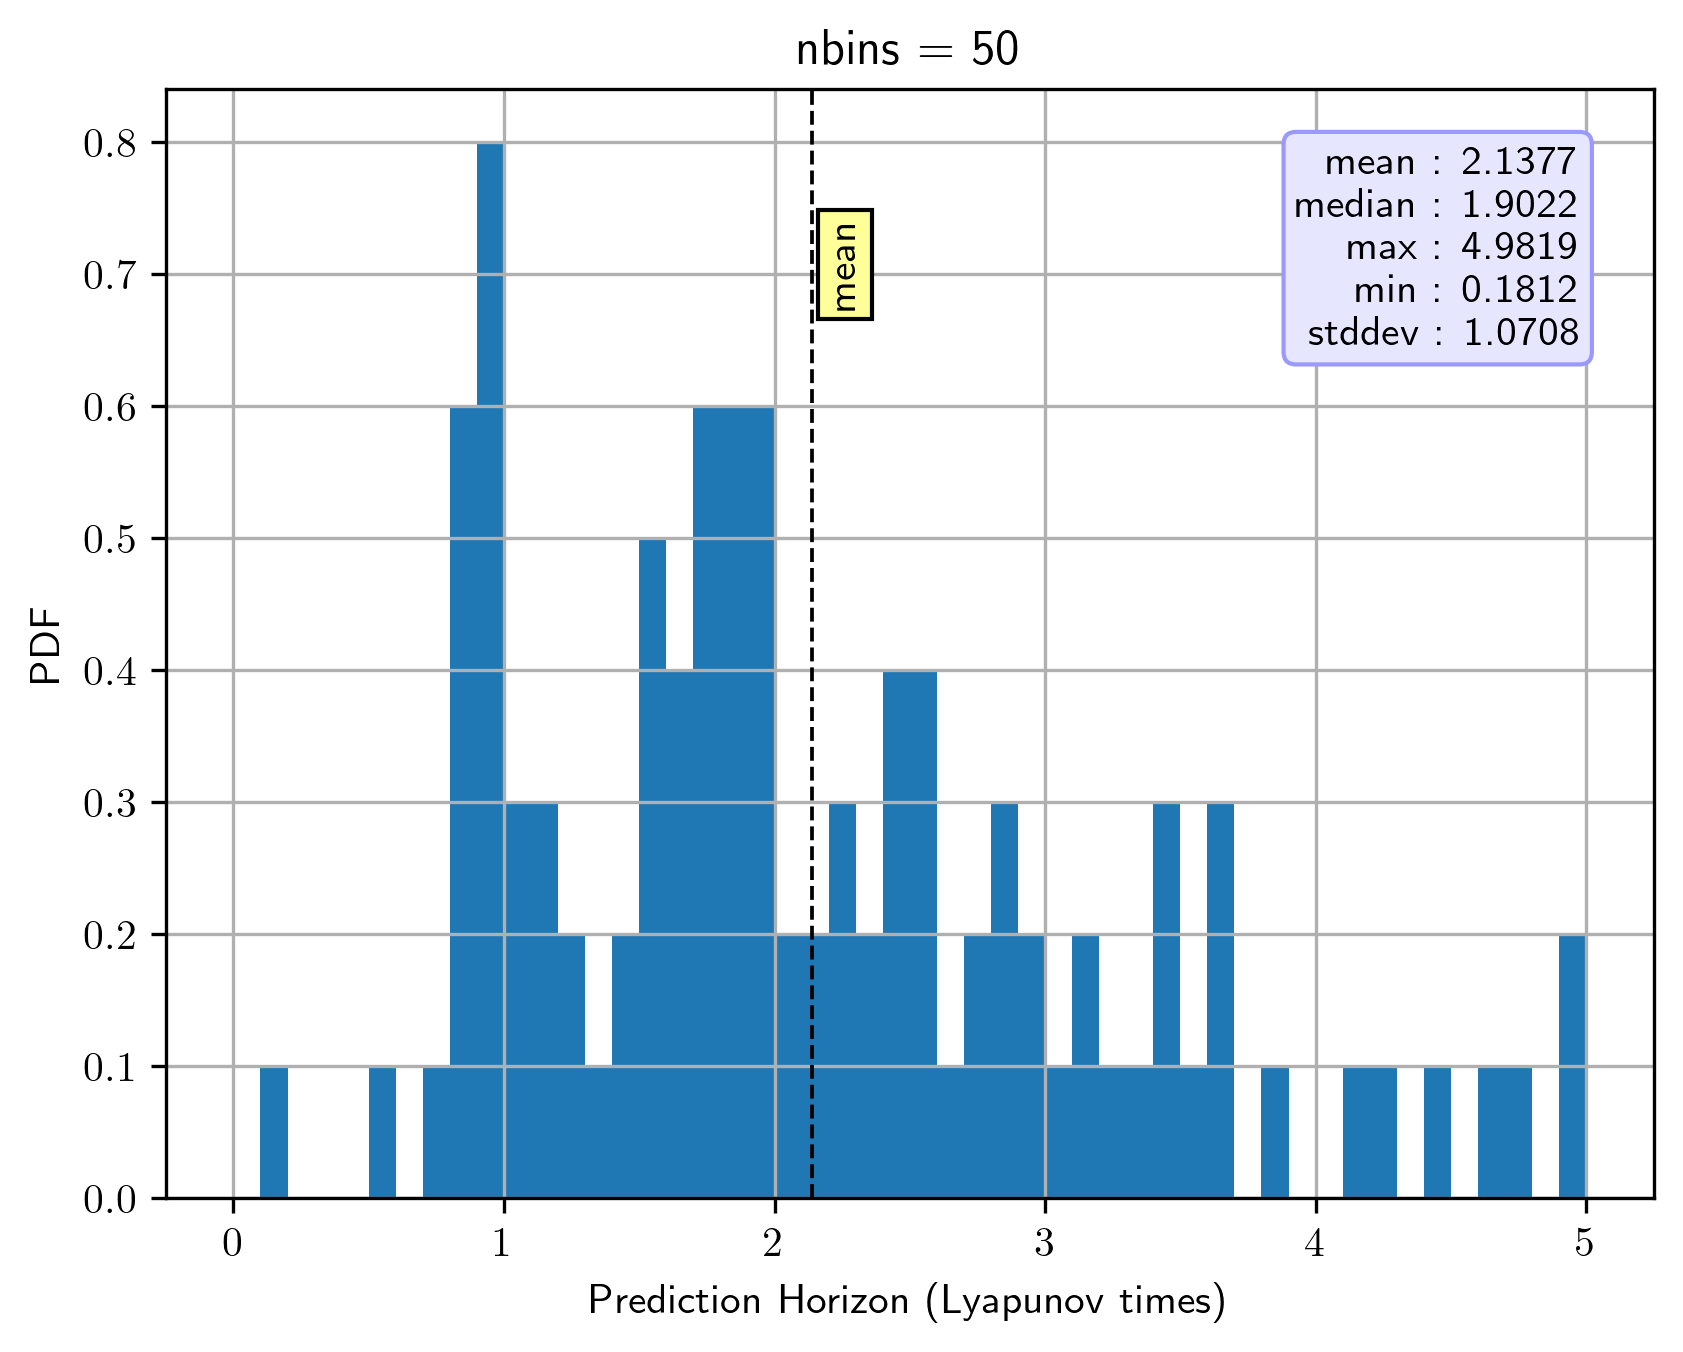 nbins = 50
0.8
0.7
0.6
0.5
0.4
0.3
0.2
0.1
0.0
PDF
mean
mean : 2.1377
median : 1.9022
max : 4.9819
min : 0.1812
stddev : 1.0708
0 1 2 3 4 5
Prediction Horizon (Lyapunov times)